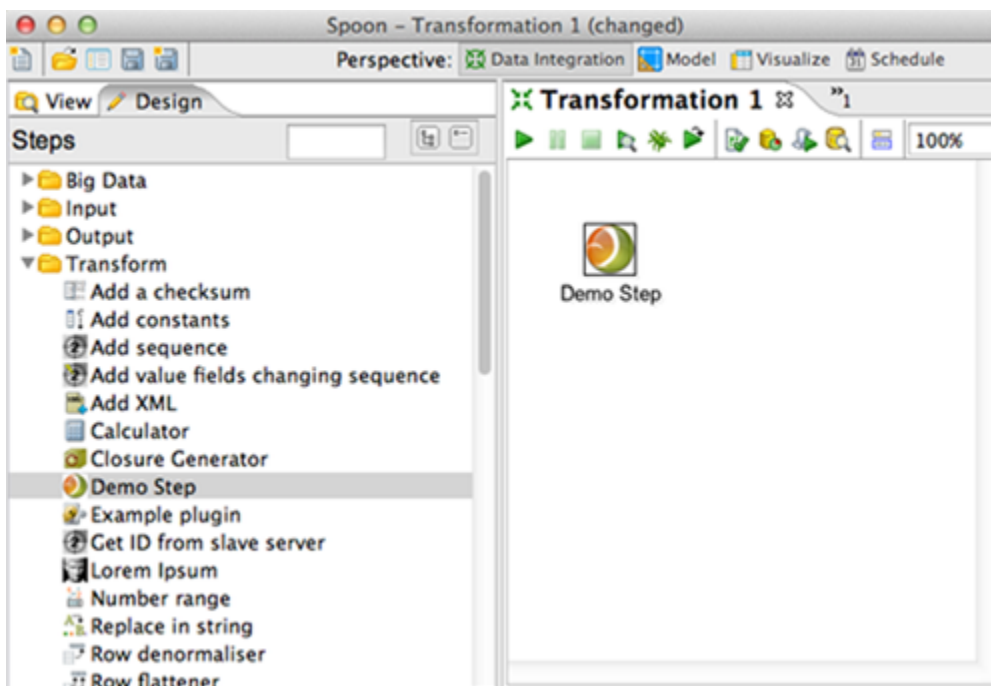 Spoon - Transformation 1 (changed)
Perspective: Data Integration Model Visualize Schedule
View Design
Transformation 1 1
Steps
100%
Big Data
Input
Output
Transform
Add a checksum
Add constants
Add sequence
Add value fields changing sequence
Add XML
Calculator
Closure Generator
Demo Step
Example plugin
Get ID from slave server
Lorem Ipsum
Number range
Replace in string
Row denormaliser
Row flattener
Demo Step